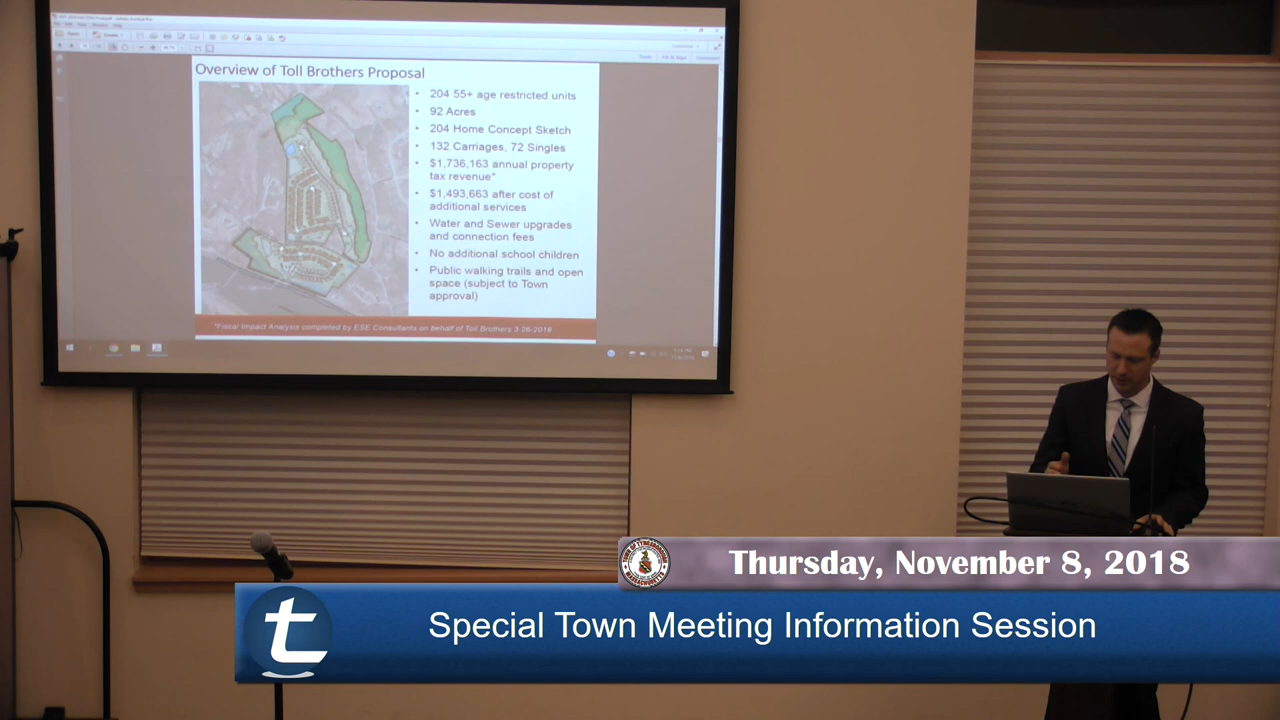 Overview of Toll Brothers Proposal
• 204 55+ age restricted units
• 92 Acres
• 204 Home Concept Sketch
• 132 Carriages, 72 Singles
• $1,736,163 annual property
tax revenue*
• $1,493,663 after cost of
additional services
• Water and Sewer upgrades
and connection fees
• No additional school children
• Public walking trails and open
space (subject to Town
approval)
*Fiscal Impact Analysis completed by ESE Consultants on behalf of Toll Brothers 3-26-2018
Thursday, November 8, 2018
t
Special Town Meeting Information Session